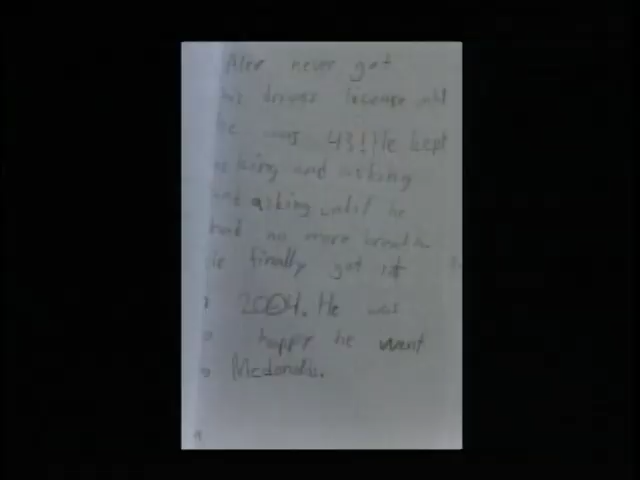 Alex never got
his drivers license until
he was 43! He kept
asking and asking
and asking until he
had no more breath.
He finally got it
2004. He was
happy he went
Mcdonalds.